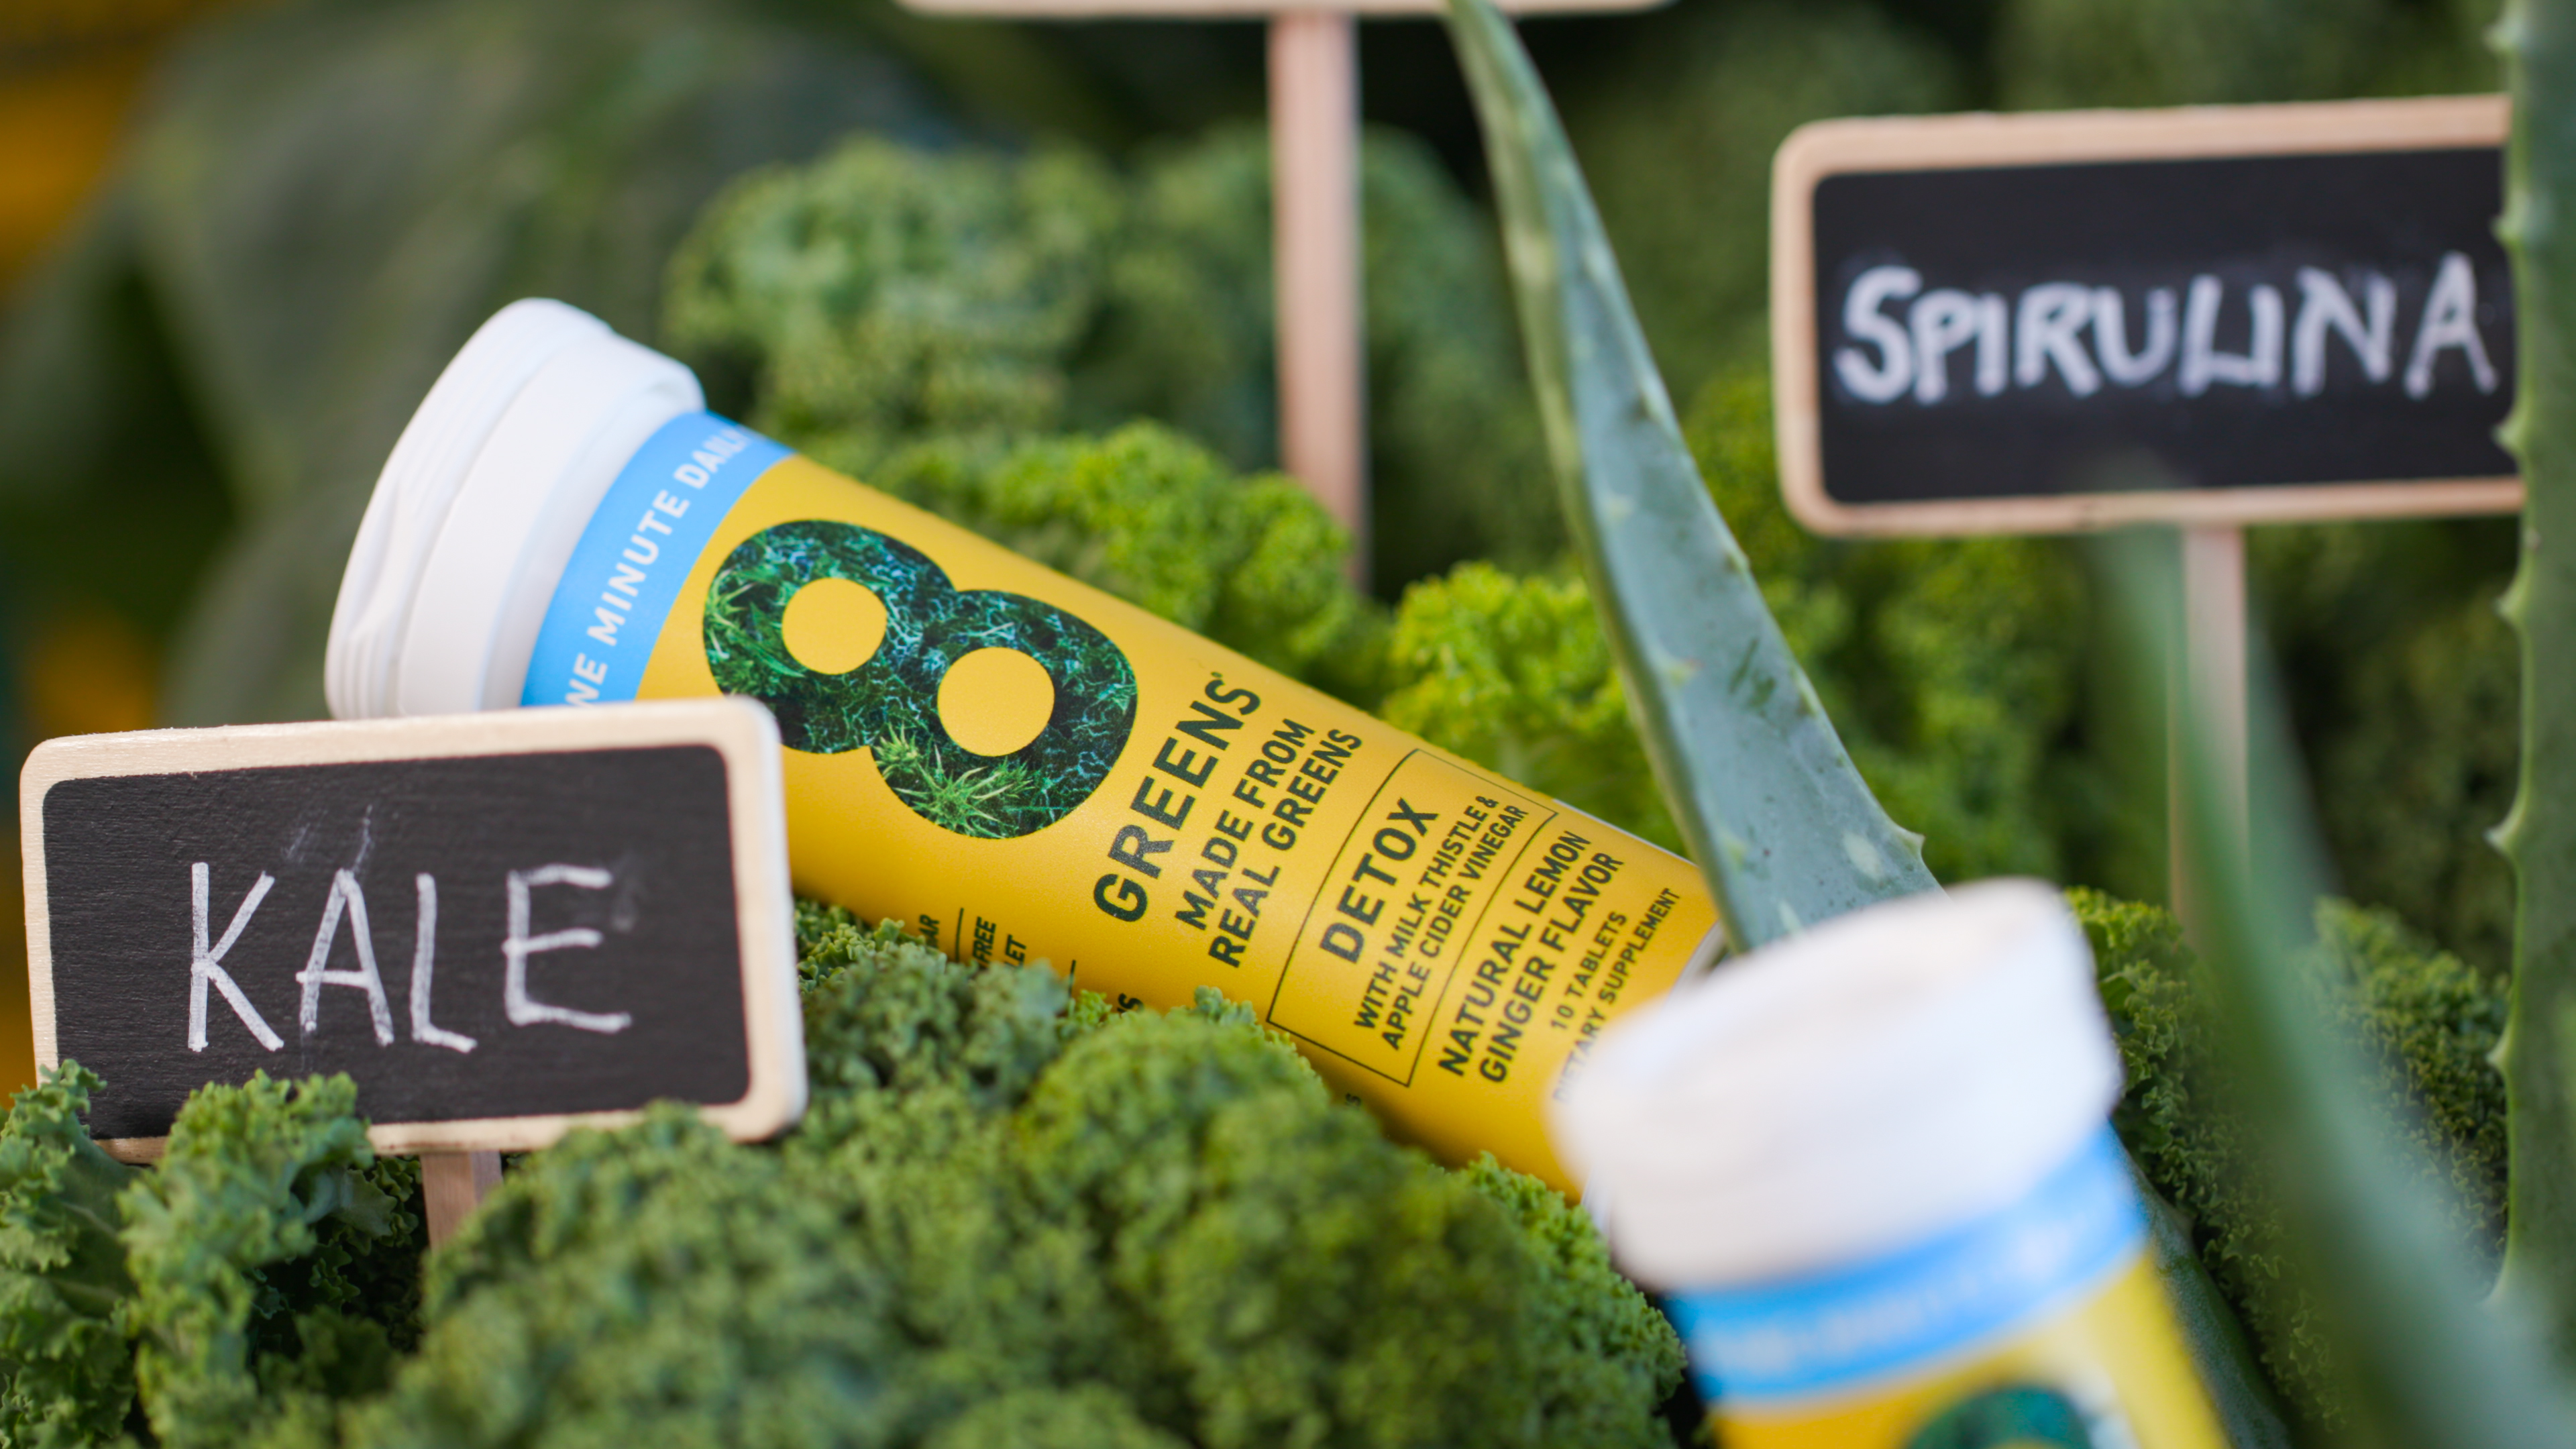 SPIRULINA
NE MINUTE DAILY
8
GREENS
MADE FROM
REAL GREENS
DETOX
WITH MILK THISTLE &
APPLE CIDER VINEGAR
NATURAL LEMON
GINGER FLAVOR
10 TABLETS
DIETARY SUPPLEMENT
KALE